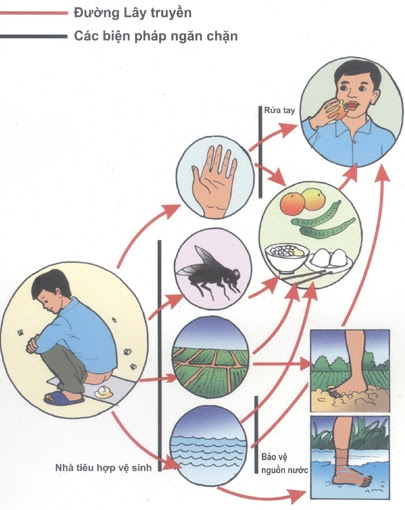 Đường Lây truyền
Các biện pháp ngăn chặn
Rửa tay
Nhà tiêu hợp vệ sinh
Bảo vệ
nguồn nước